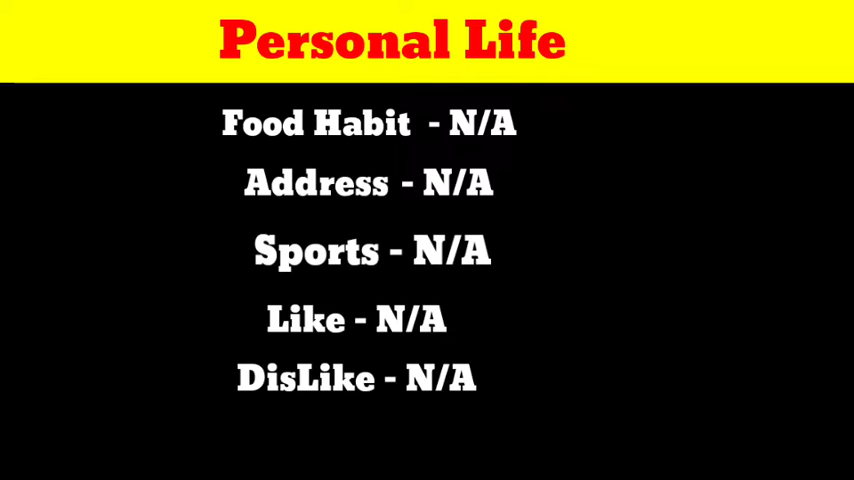 Personal Life
Food Habit - N/A
Address - N/A
Sports - N/A
Like - N/A
DisLike - N/A